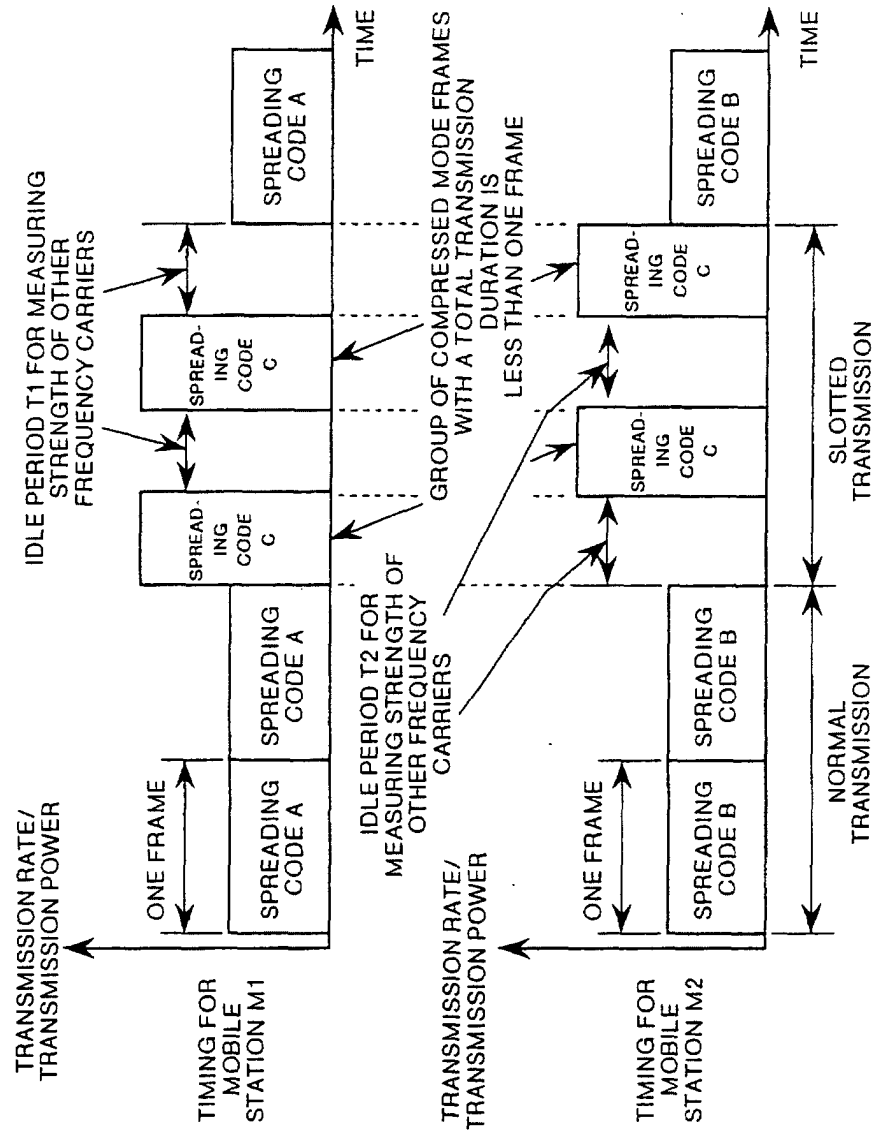 TRANSMISSION RATE/
TRANSMISSION POWER
TIMING FOR
MOBILE
STATION M1
ONE FRAME
SPREADING
CODE A
SPREADING
CODE A
SPREAD-
ING
CODE
C
SPREAD-
ING
CODE
C
SPREADING
CODE A
IDLE PERIOD T1 FOR MEASURING
STRENGTH OF OTHER
FREQUENCY CARRIERS
TIME
IDLE PERIOD T2 FOR
MEASURING STRENGTH OF
OTHER FREQUENCY
CARRIERS
GROUP OF COMPRESSED MODE FRAMES
WITH A TOTAL TRANSMISSION
DURATION IS
LESS THAN ONE FRAME
TRANSMISSION RATE/
TRANSMISSION POWER
TIMING FOR
MOBILE
STATION M2
ONE FRAME
SPREADING
CODE B
SPREADING
CODE B
SPREAD-
ING
CODE
C
SPREAD-
ING
CODE
C
SPREADING
CODE B
TIME
NORMAL
TRANSMISSION
SLOTTED
TRANSMISSION